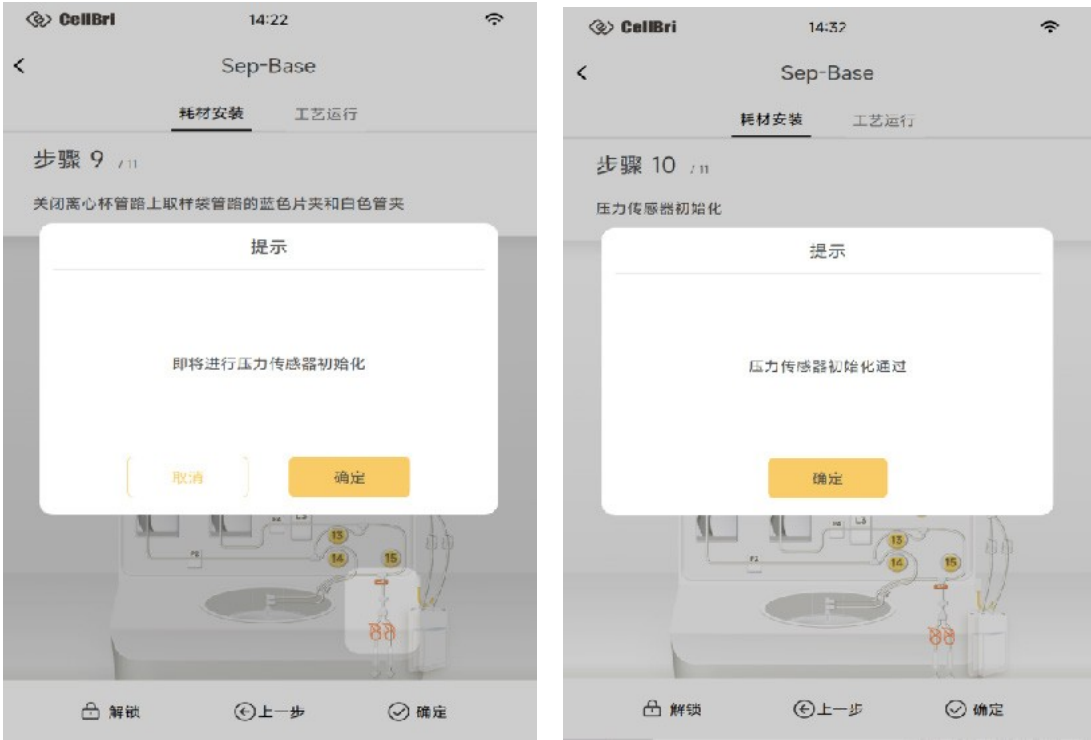 CellBri
14:22
Sep-Base
耗材安装
工艺运行
步骤 9 / 11
关闭离心杯管路上取样袋管路的蓝色片夹和白色管夹
提示
即将进行压力传感器初始化
取消
确定
13
14
15
解锁
上一步
确定
CellBri
14:32
Sep-Base
耗材安装
工艺运行
步骤 10 / 11
压力传感器初始化
提示
压力传感器初始化通过
确定
13
14
15
解锁
上一步
确定